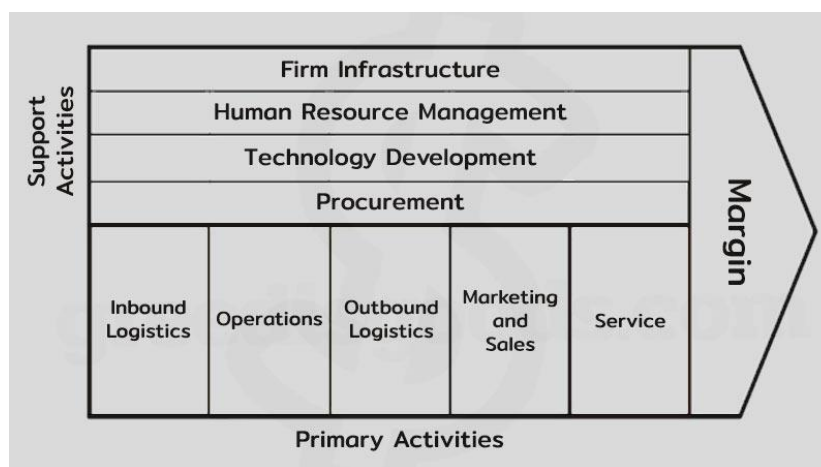 Support
Activities
Firm Infrastructure
Human Resource Management
Technology Development
Procurement
Inbound
Logistics
Operations
Outbound
Logistics
Marketing
and
Sales
Service
Margin
Primary Activities